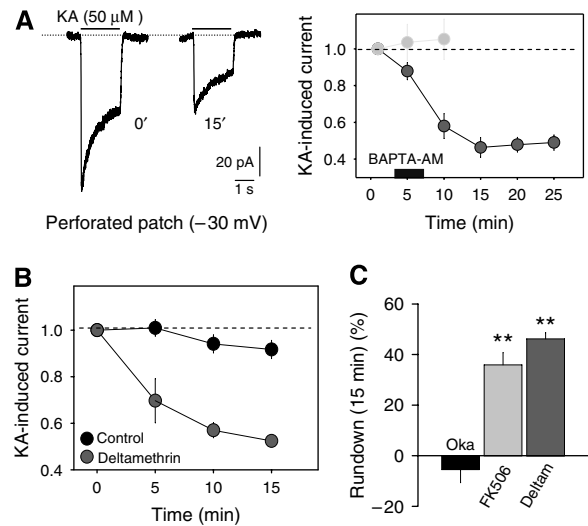 A
KA (50 µM)
0′
15′
20 pA
1 s
Perforated patch (−30 mV)
KA-induced current
1.0
0.8
0.6
0.4
BAPTA-AM
0 5 10 15 20 25
Time (min)
B
KA-induced current
1.0
0.8
0.6
0.4
Control
Deltamethrin
0 5 10 15
Time (min)
C
Rundown (15 min) (%)
60
40
20
0
−20
**
**
Oka
FK506
Deltam